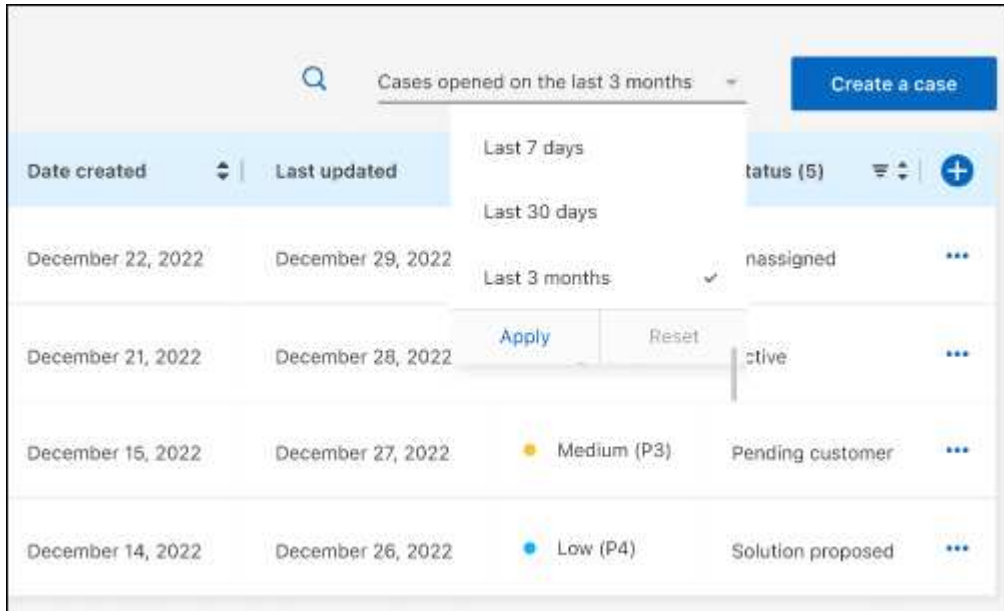 Cases opened on the last 3 months
Create a case
Last 7 days
Last 30 days
Last 3 months
Apply
Reset
Date created
Last updated
tatus (5)
December 22, 2022
December 29, 2022
nassigned
December 21, 2022
December 28, 2022
ctive
December 15, 2022
December 27, 2022
Medium (P3)
Pending customer
December 14, 2022
December 26, 2022
Low (P4)
Solution proposed